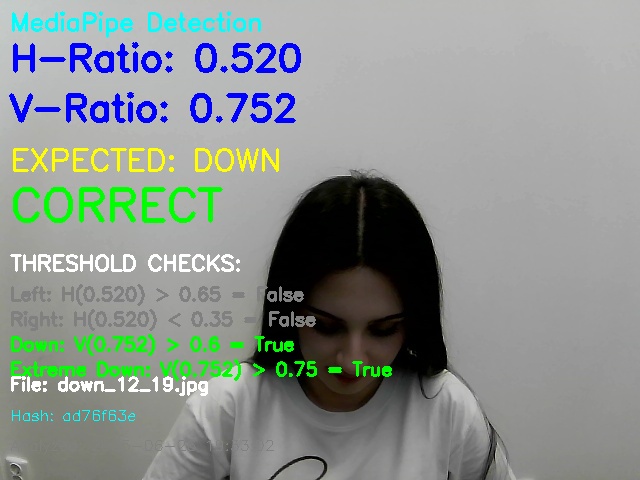 MediaPipe Detection
H-Ratio: 0.520
V-Ratio: 0.752
EXPECTED: DOWN
CORRECT
THRESHOLD CHECKS:
Left: H(0.520) > 0.65 = False
Right: H(0.520) < 0.35 = False
Down: V(0.752) > 0.6 = True
Extreme Down: V(0.752) > 0.75 = True
File: down_12_19.jpg
Hash: ad76f63e